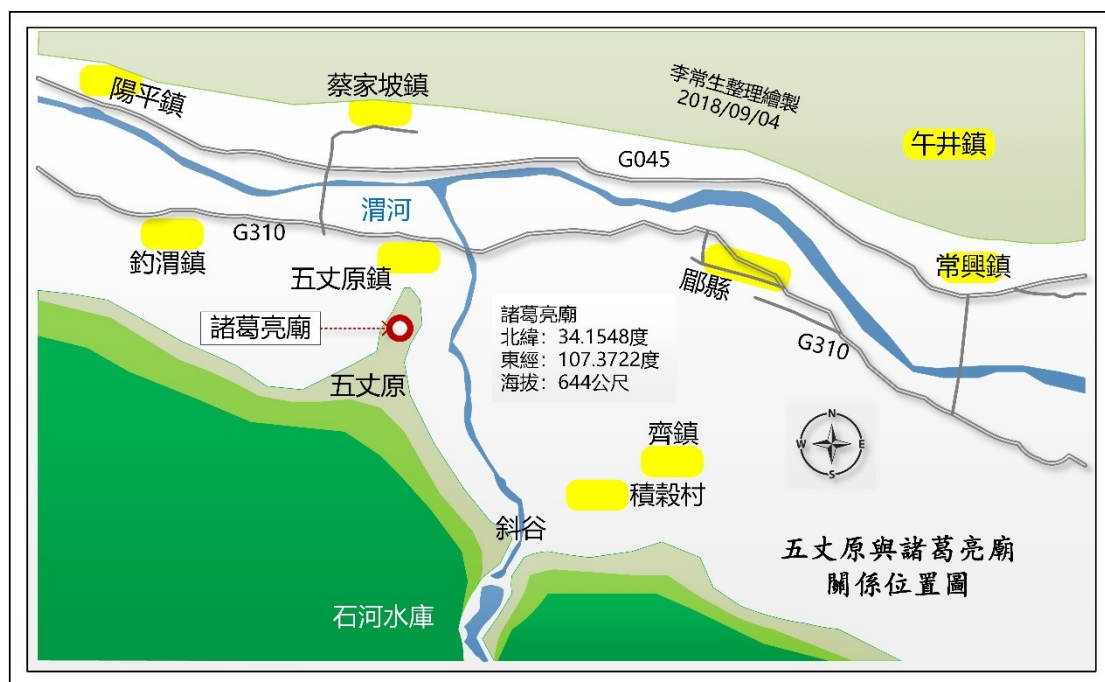 陽平鎮
蔡家坡鎮
李常生整理繪製
2018/09/04
午井鎮
G045
渭河
G310
釣渭鎮
五丈原鎮
郿縣
常興鎮
諸葛亮廟
諸葛亮廟
北緯：34.1548度
東經：107.3722度
海拔：644公尺
G310
五丈原
N
W E
S
齊鎮
積穀村
斜谷
五丈原與諸葛亮廟
關係位置圖
石河水庫